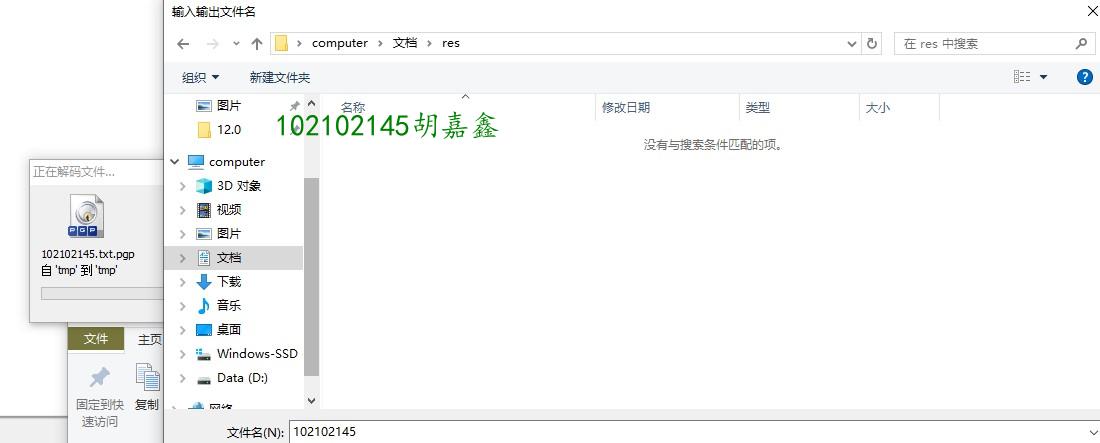 输入输出文件名
computer
文档
res
在 res 中搜索
组织
新建文件夹
图片
12.0
computer
3D 对象
视频
图片
文档
下载
音乐
桌面
Windows-SSD
Data (D:)
网络
名称
修改日期
类型
大小
102102145胡嘉鑫
没有与搜索条件匹配的项。
正在解码文件...
PGP
102102145.txt.pgp
自 'tmp' 到 'tmp'
文件
主页
固定到快
速访问
复制
文件名(N):
102102145